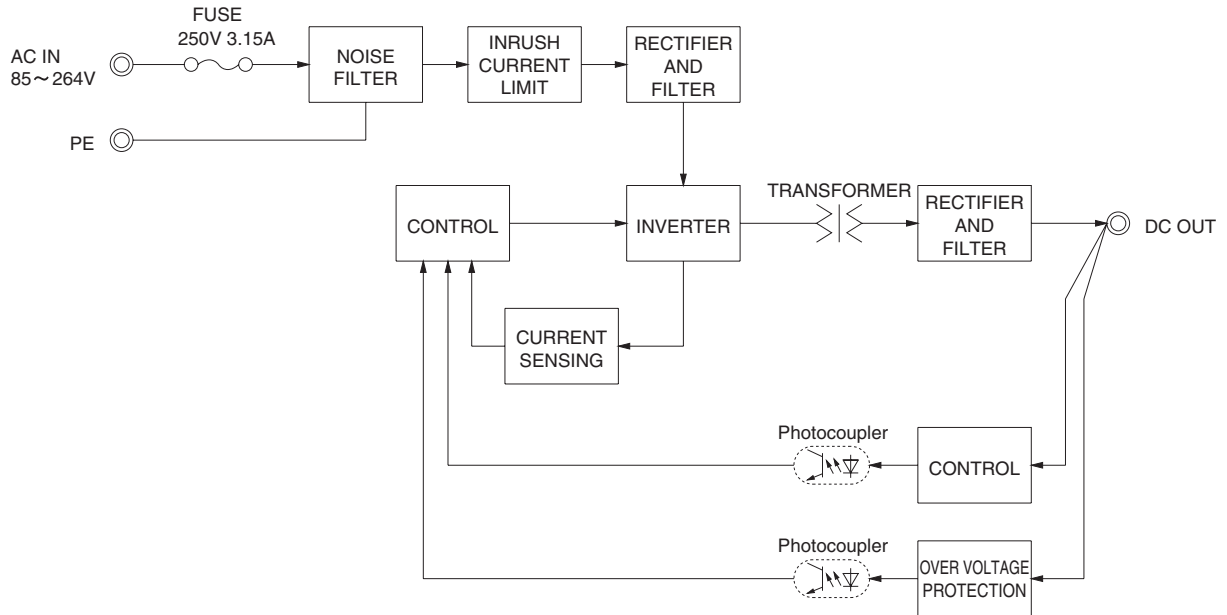 FUSE
250V 3.15A
AC IN
85～264V
NOISE
FILTER
INRUSH
CURRENT
LIMIT
RECTIFIER
AND
FILTER
PE
CONTROL
INVERTER
TRANSFORMER
RECTIFIER
AND
FILTER
DC OUT
CURRENT
SENSING
Photocoupler
CONTROL
Photocoupler
OVER VOLTAGE
PROTECTION